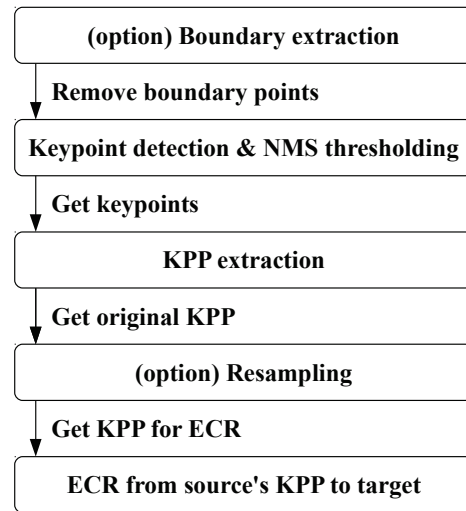 (option) Boundary extraction
Remove boundary points
Keypoint detection & NMS thresholding
Get keypoints
KPP extraction
Get original KPP
(option) Resampling
Get KPP for ECR
ECR from source's KPP to target